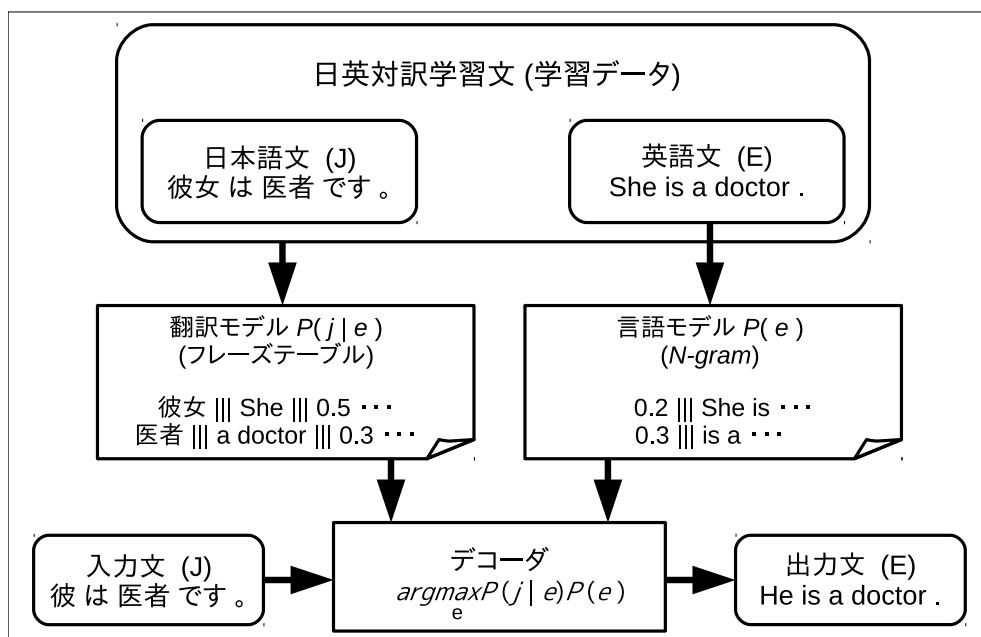 日英対訳学習文 (学習データ)
日本語文 (J)
彼女 は 医者 です 。
英語文 (E)
She is a doctor .
翻訳モデル P( j | e )
(フレーズテーブル)
彼女 ||| She ||| 0.5 ・・・
医者 ||| a doctor ||| 0.3 ・・・
言語モデル P( e )
(N-gram)
0.2 ||| She is ・・・
0.3 ||| is a ・・・
入力文 (J)
彼 は 医者 です 。
デコーダ
argmaxP( j | e)P( e )
e
出力文 (E)
He is a doctor .